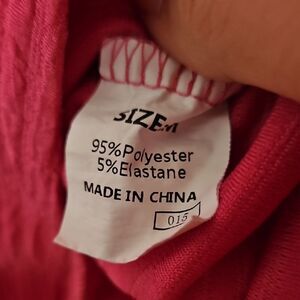 SIZE:M
95%Polyester
5%Elastane
MADE IN CHINA
015